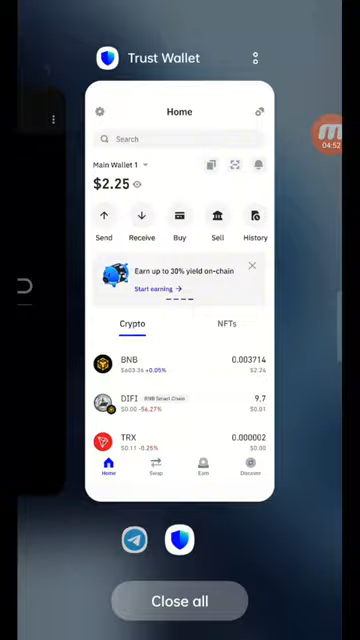 Trust Wallet
04:52
Home
Search
Main Wallet 1
$2.25
Send Receive Buy Sell History
Earn up to 30% yield on-chain
Start earning →
Crypto NFTs
BNB 0.003714
$603.34 +0.05% $2.24
DIFI BNB Smart Chain 9.7
$0.00 -56.27% $0.01
TRX 0.000002
$0.11 -0.25% $0.00
Home Swap Earn Discover
Close all